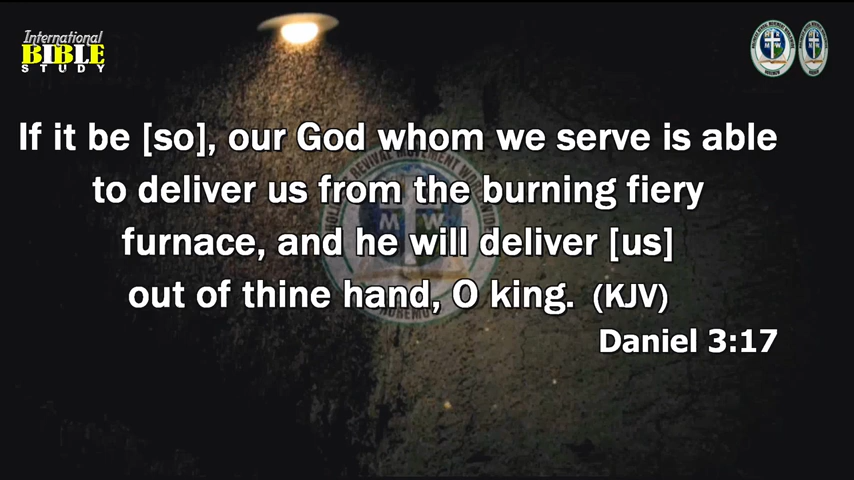 International
BIBLE
STUDY
If it be [so], our God whom we serve is able
to deliver us from the burning fiery
furnace, and he will deliver [us]
out of thine hand, O king. (KJV)
Daniel 3:17